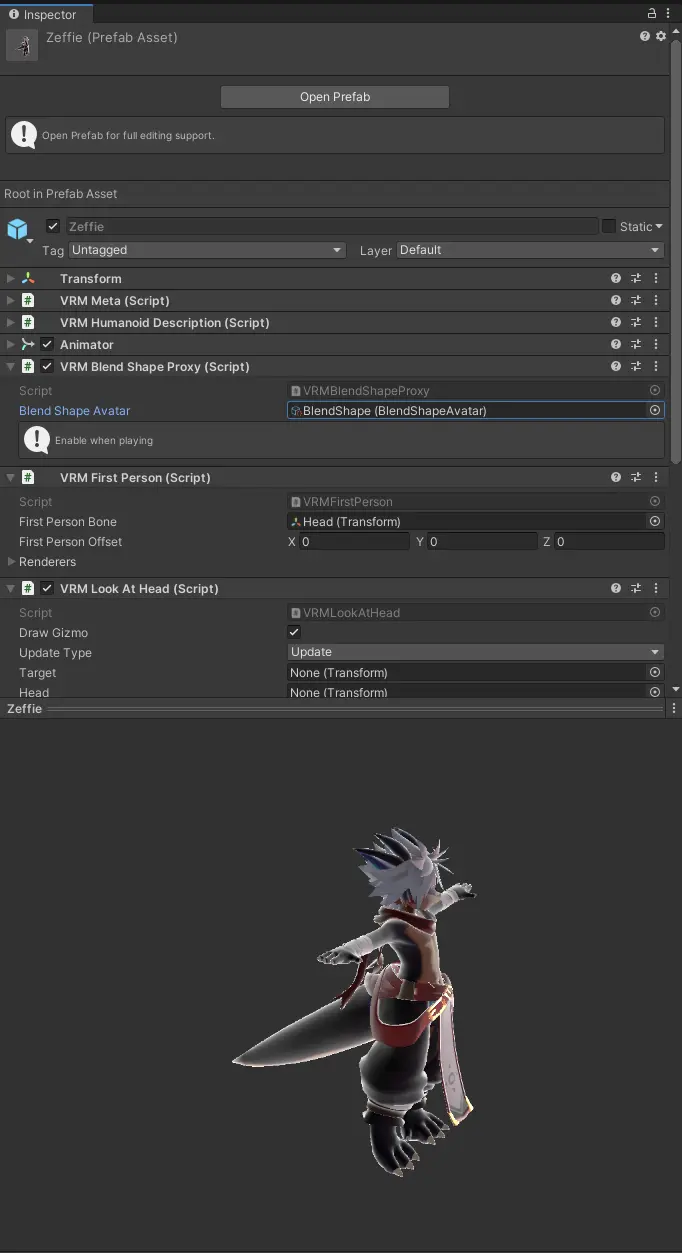 Inspector
Zeffie (Prefab Asset)
Open Prefab
Open Prefab for full editing support.
Root in Prefab Asset
Zeffie Static
Tag Untagged Layer Default
Transform
# VRM Meta (Script)
# VRM Humanoid Description (Script)
Animator
# VRM Blend Shape Proxy (Script)
Script VRMBlendShapeProxy
Blend Shape Avatar BlendShape (BlendShapeAvatar)
Enable when playing
# VRM First Person (Script)
Script VRMFirstPerson
First Person Bone Head (Transform)
First Person Offset X 0 Y 0 Z 0
Renderers
# VRM Look At Head (Script)
Script VRMLookAtHead
Draw Gizmo
Update Type Update
Target None (Transform)
Head None (Transform)
Zeffie